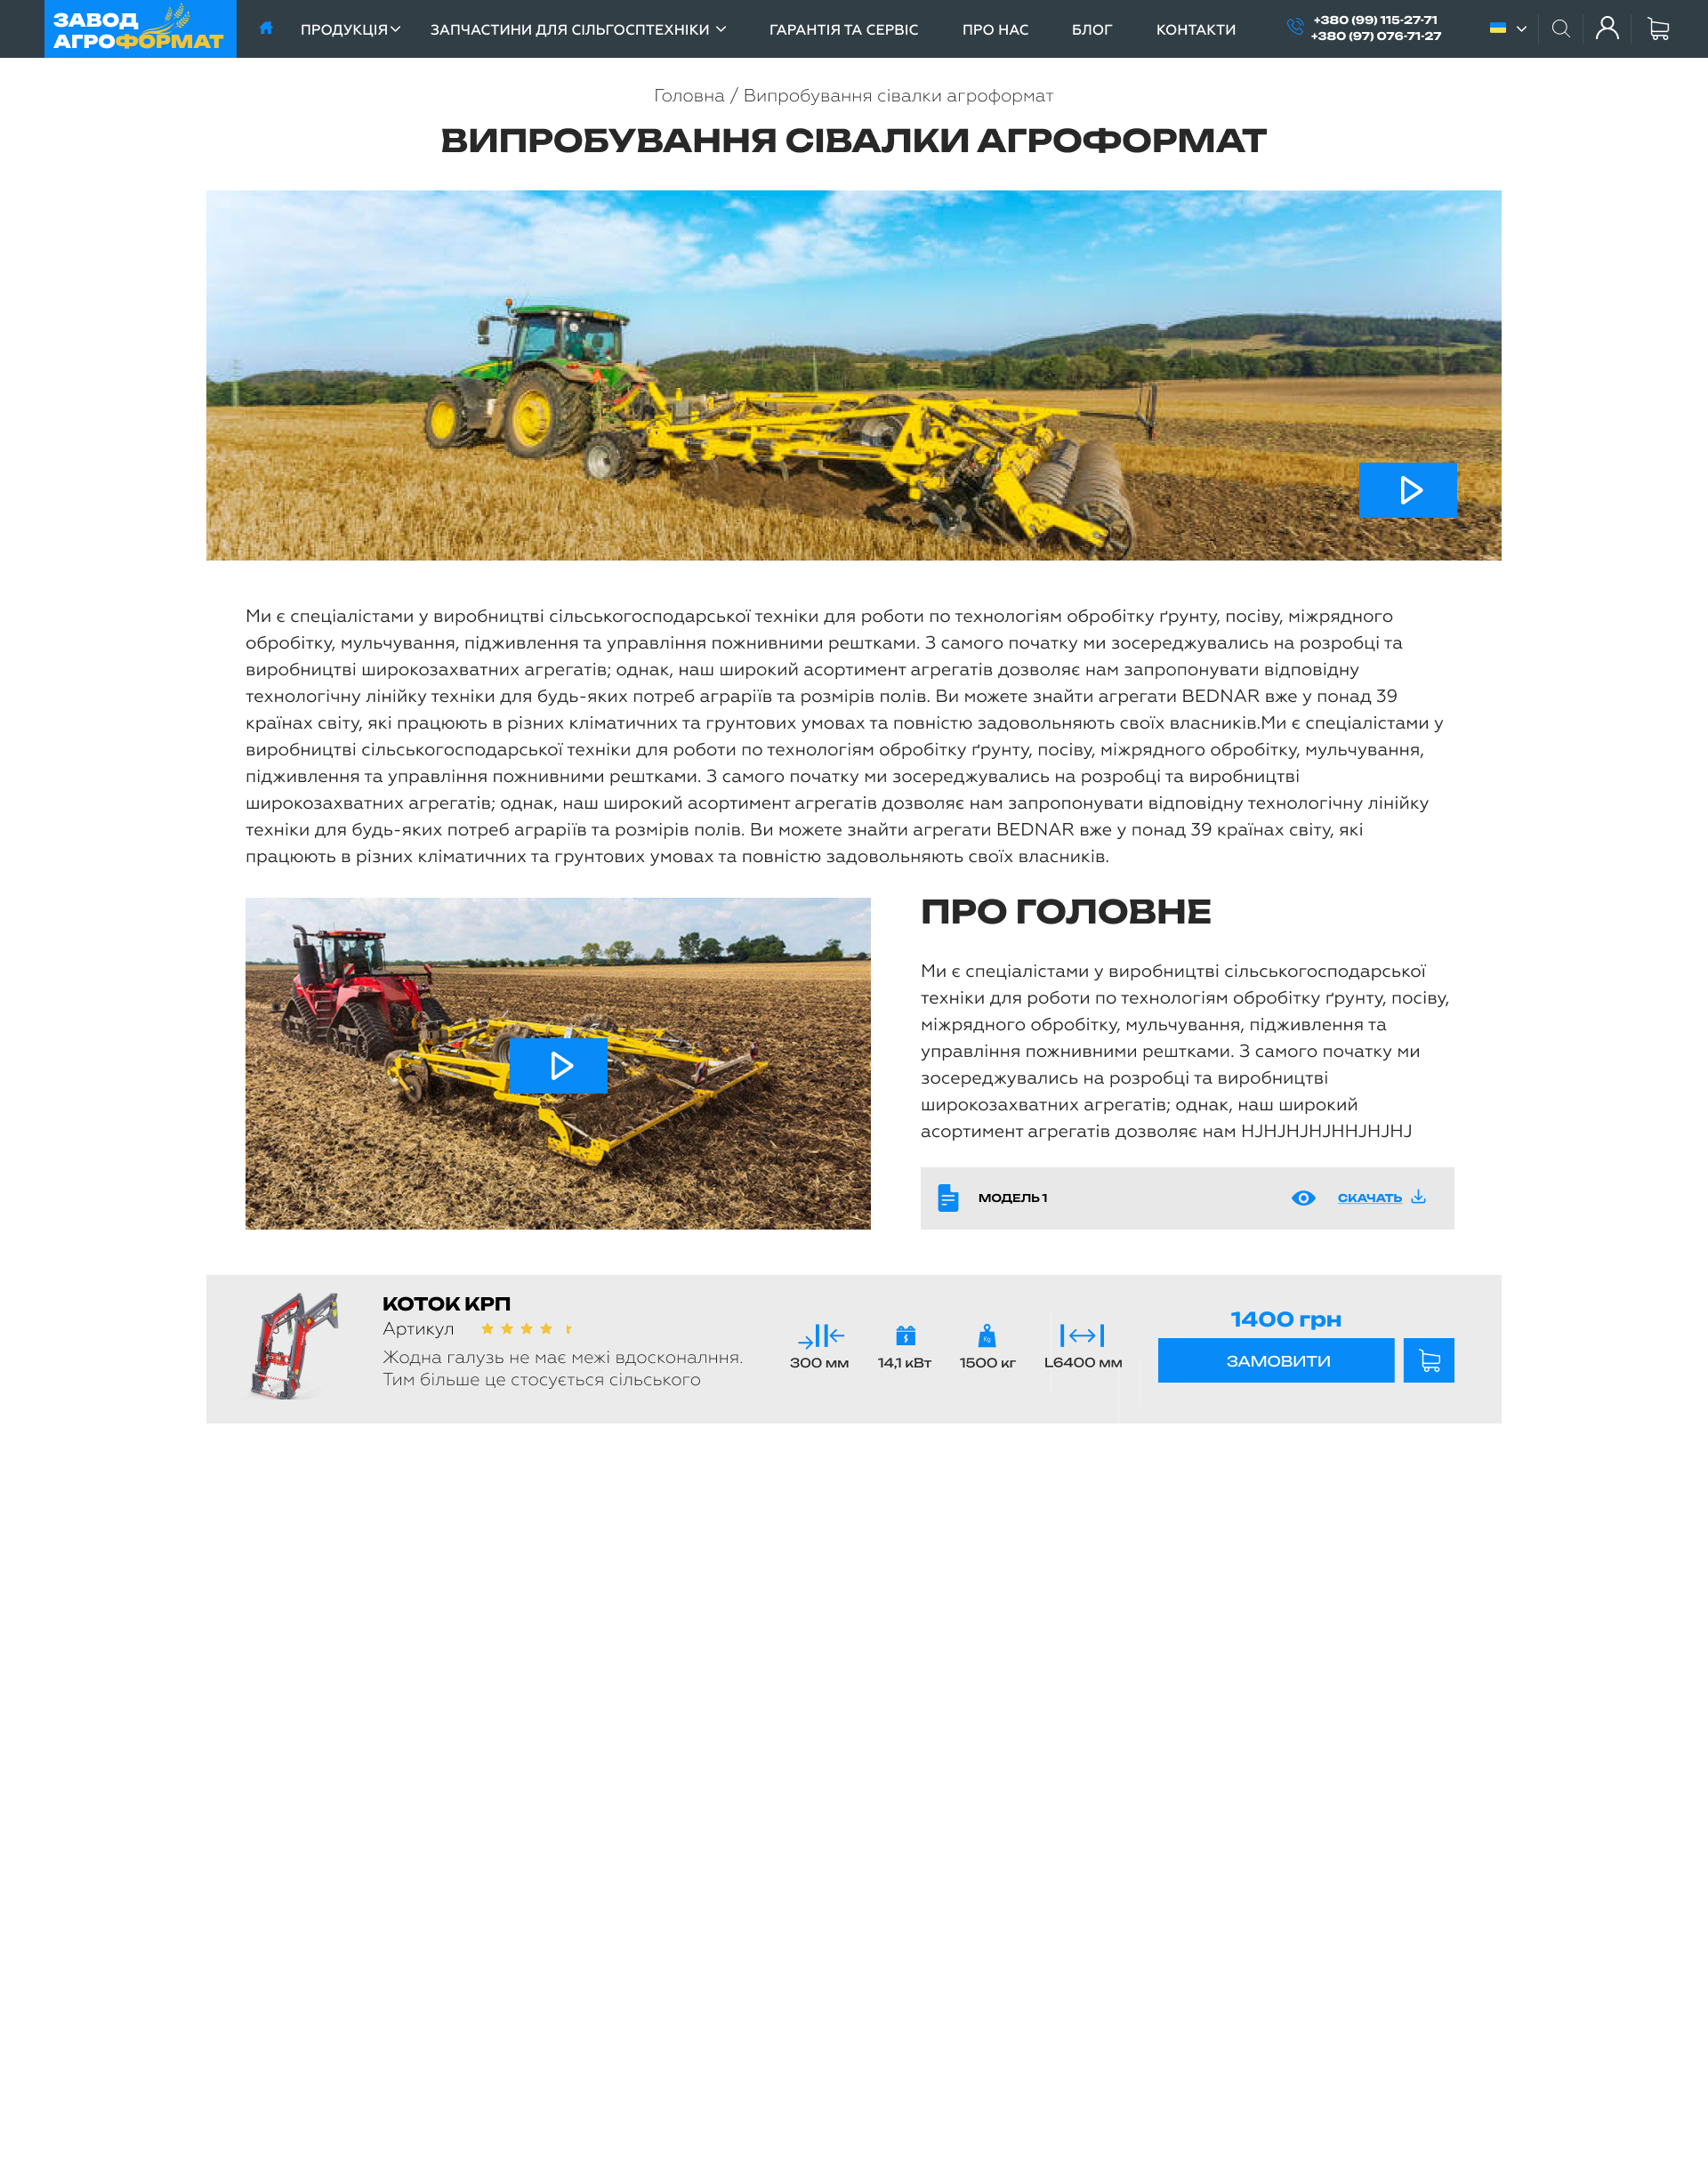 ЗАВОД
АГРОФОРМАТ
ПРОДУКЦІЯ
ЗАПЧАСТИНИ ДЛЯ СІЛЬГОСПТЕХНІКИ
ГАРАНТІЯ ТА СЕРВІС
ПРО НАС
БЛОГ
КОНТАКТИ
+380 (99) 115-27-71
+380 (97) 076-71-27
Головна / Випробування сівалки агроформат
ВИПРОБУВАННЯ СІВАЛКИ АГРОФОРМАТ
Ми є спеціалістами у виробництві сільськогосподарської техніки для роботи по технологіям обробітку ґрунту, посіву, міжрядного
обробітку, мульчування, підживлення та управління пожнивними рештками. З самого початку ми зосереджувались на розробці та
виробництві широкозахватних агрегатів; однак, наш широкий асортимент агрегатів дозволяє нам запропонувати відповідну
технологічну лінійку техніки для будь-яких потреб аграріїв та розмірів полів. Ви можете знайти агрегати BEDNAR вже у понад 39
країнах світу, які працюють в різних кліматичних та грунтових умовах та повністю задовольняють своїх власників.Ми є спеціалістами у
виробництві сільськогосподарської техніки для роботи по технологіям обробітку ґрунту, посіву, міжрядного обробітку, мульчування,
підживлення та управління пожнивними рештками. З самого початку ми зосереджувались на розробці та виробництві
широкозахватних агрегатів; однак, наш широкий асортимент агрегатів дозволяє нам запропонувати відповідну технологічну лінійку
техніки для будь-яких потреб аграріїв та розмірів полів. Ви можете знайти агрегати BEDNAR вже у понад 39 країнах світу, які
працюють в різних кліматичних та грунтових умовах та повністю задовольняють своїх власників.
ПРО ГОЛОВНЕ
Ми є спеціалістами у виробництві сільськогосподарської
техніки для роботи по технологіям обробітку ґрунту, посіву,
міжрядного обробітку, мульчування, підживлення та
управління пожнивними рештками. З самого початку ми
зосереджувались на розробці та виробництві
широкозахватних агрегатів; однак, наш широкий
асортимент агрегатів дозволяє нам HJHJHJHJHHJHJHJ
МОДЕЛЬ 1
СКАЧАТЬ
КОТОК КРП
Артикул
Жодна галузь не має межі вдосконалння.
Тим більше це стосується сільського
300 мм
14,1 кВт
Kg
1500 кг
L6400 мм
1400 грн
ЗАМОВИТИ